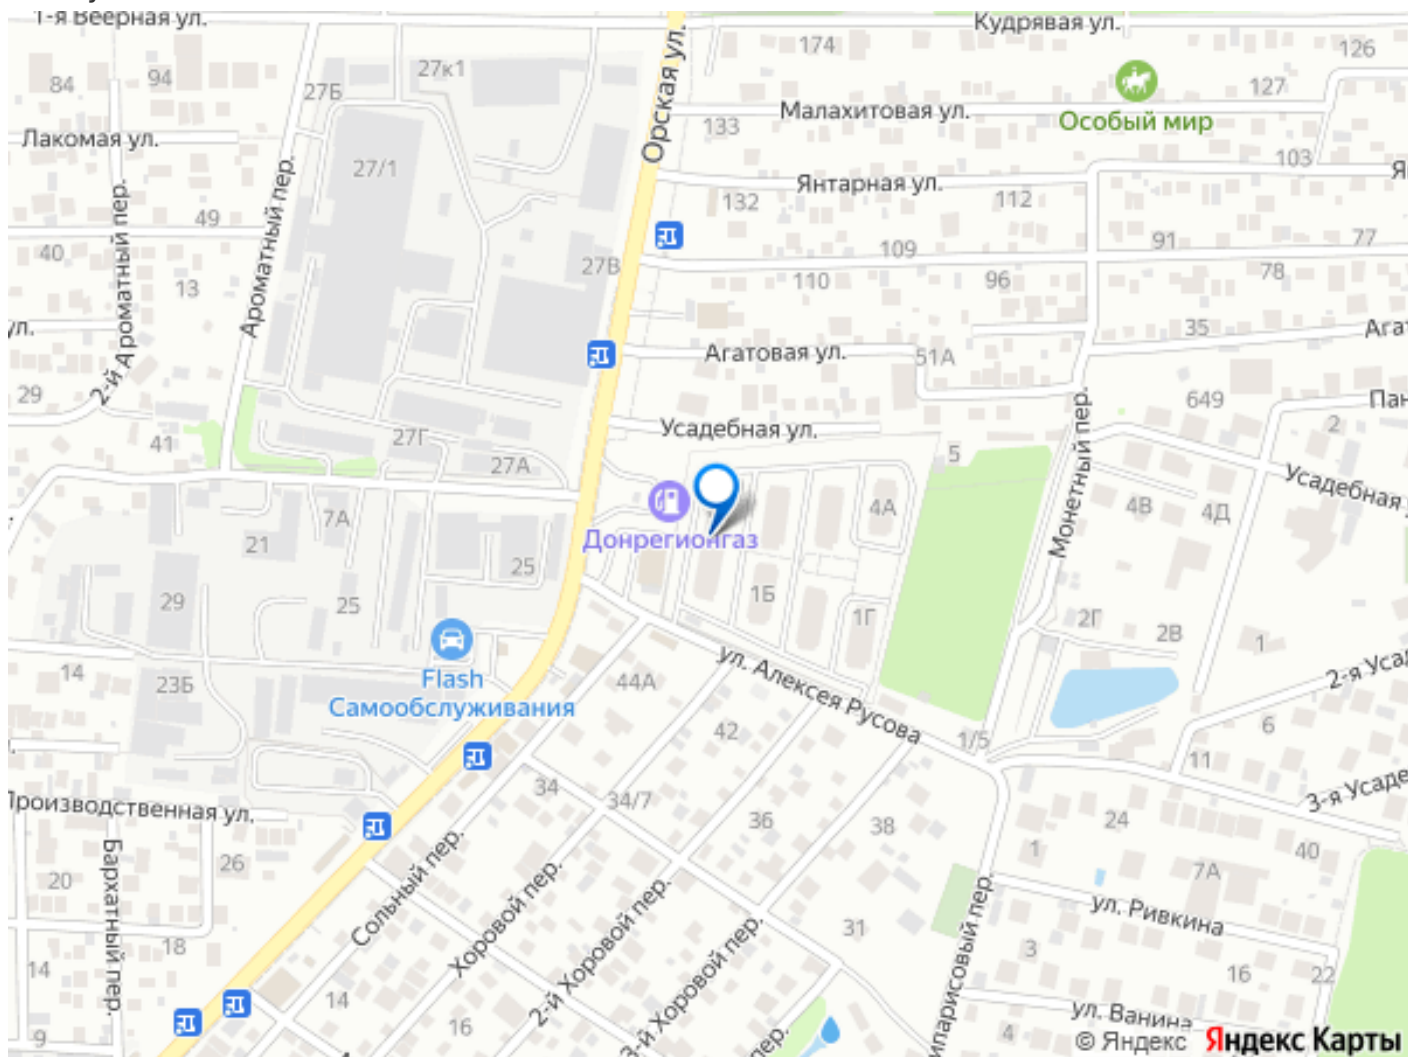 1-я Веерная ул.
Кудрявая ул.
174
126
27к1
94
84
27Б
127
Орская ул.
Малахитовая ул.
Особый мир
133
Лакомая ул.
103
27/1
Янтарная ул.
Ароматный пер.
132
112
49
2-й Ароматный пер.
40
109
91
77
27В
13
110
96
78
ул.
35
Агатовая ул.
51А
29
649
Усадебная ул.
2
41
27Г
27А
5
Монетный пер.
Усадебная
4А
4В
4Д
7А
21
Донрегионгаз
25
29
25
1Б
1Г
2Г
2В
1
14
Flash
Самообслуживания
23Б
44А
ул. Алексея Русова
42
1/5
6
11
34
34/7
Производственная ул.
36
38
24
26
Сольный пер.
1
40
7А
20
Бархатный пер.
Хоровой пер.
2-й Хоровой пер.
3-й Хоровой пер.
ул. Ривкина
31
18
3
14
14
16
22
16
ул. Ванина
4
9
пер.
© Яндекс Яндекс Карты